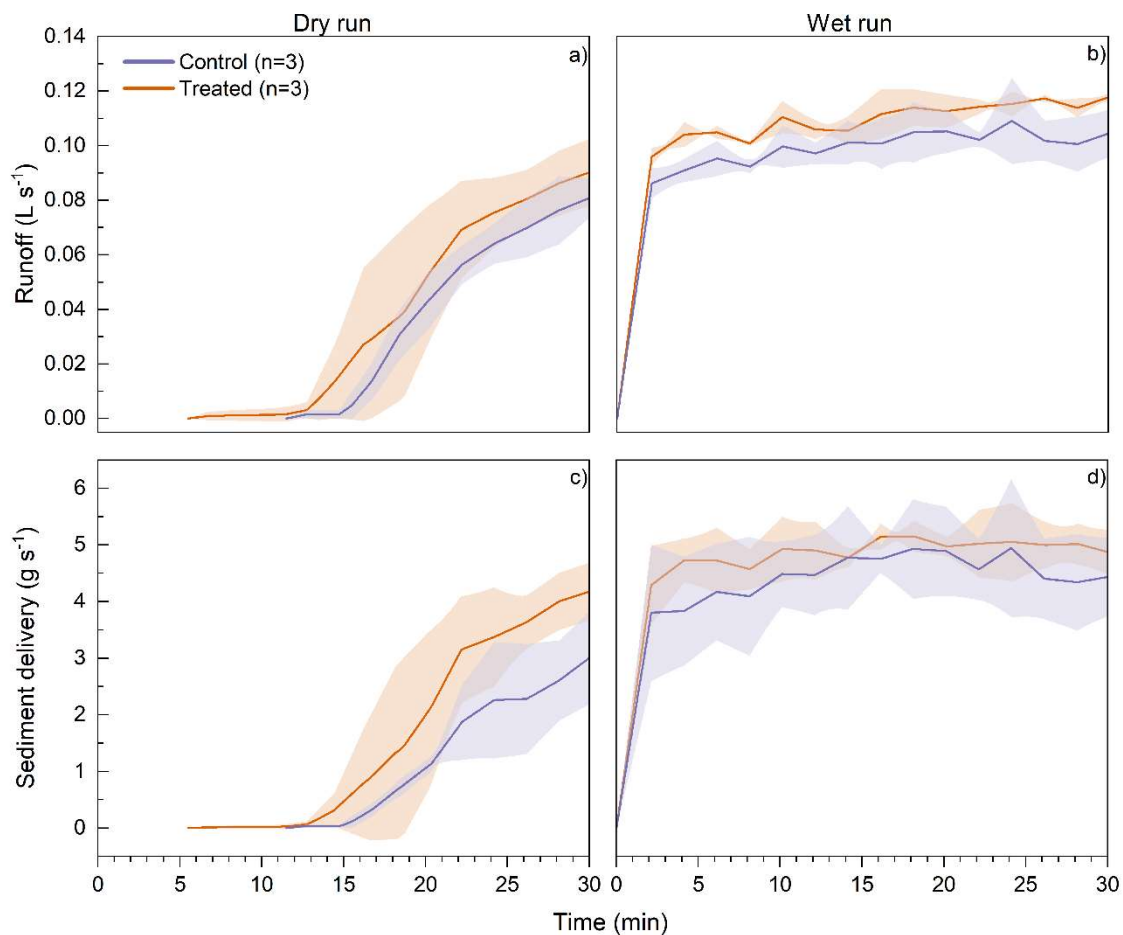 Dry run
Wet run
0.14
0.12
0.10
0.08
0.06
0.04
0.02
0.00
Runoff (L s⁻¹)
Control (n=3)
Treated (n=3)
a)
b)
6
5
4
3
2
1
0
Sediment delivery (g s⁻¹)
c)
d)
0 5 10 15 20 25 30
0 5 10 15 20 25 30
Time (min)